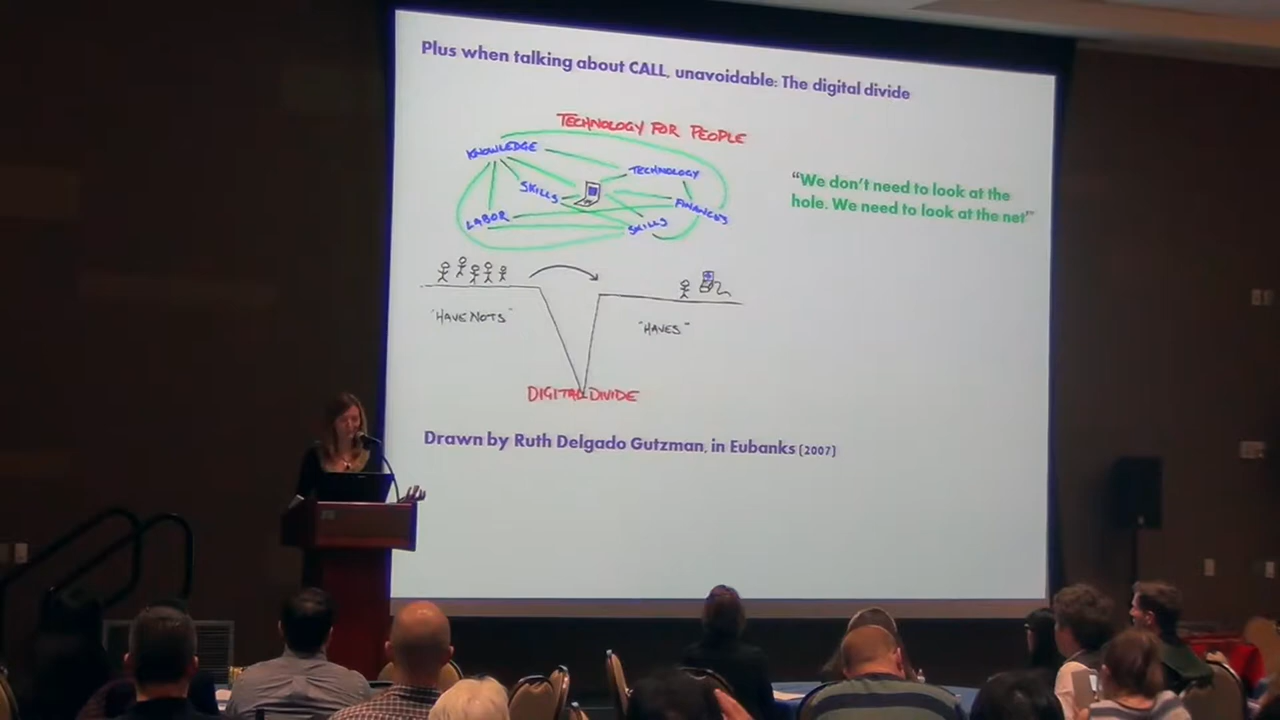 Plus when talking about CALL, unavoidable: The digital divide
TECHNOLOGY FOR PEOPLE
KNOWLEDGE
TECHNOLOGY
SKILLS
FINANCES
LABOR
SKILLS
"We don't need to look at the
hole. We need to look at the net"
"HAVE NOTS"
"HAVES"
DIGITAL DIVIDE
Drawn by Ruth Delgado Gutzman, in Eubanks (2007)